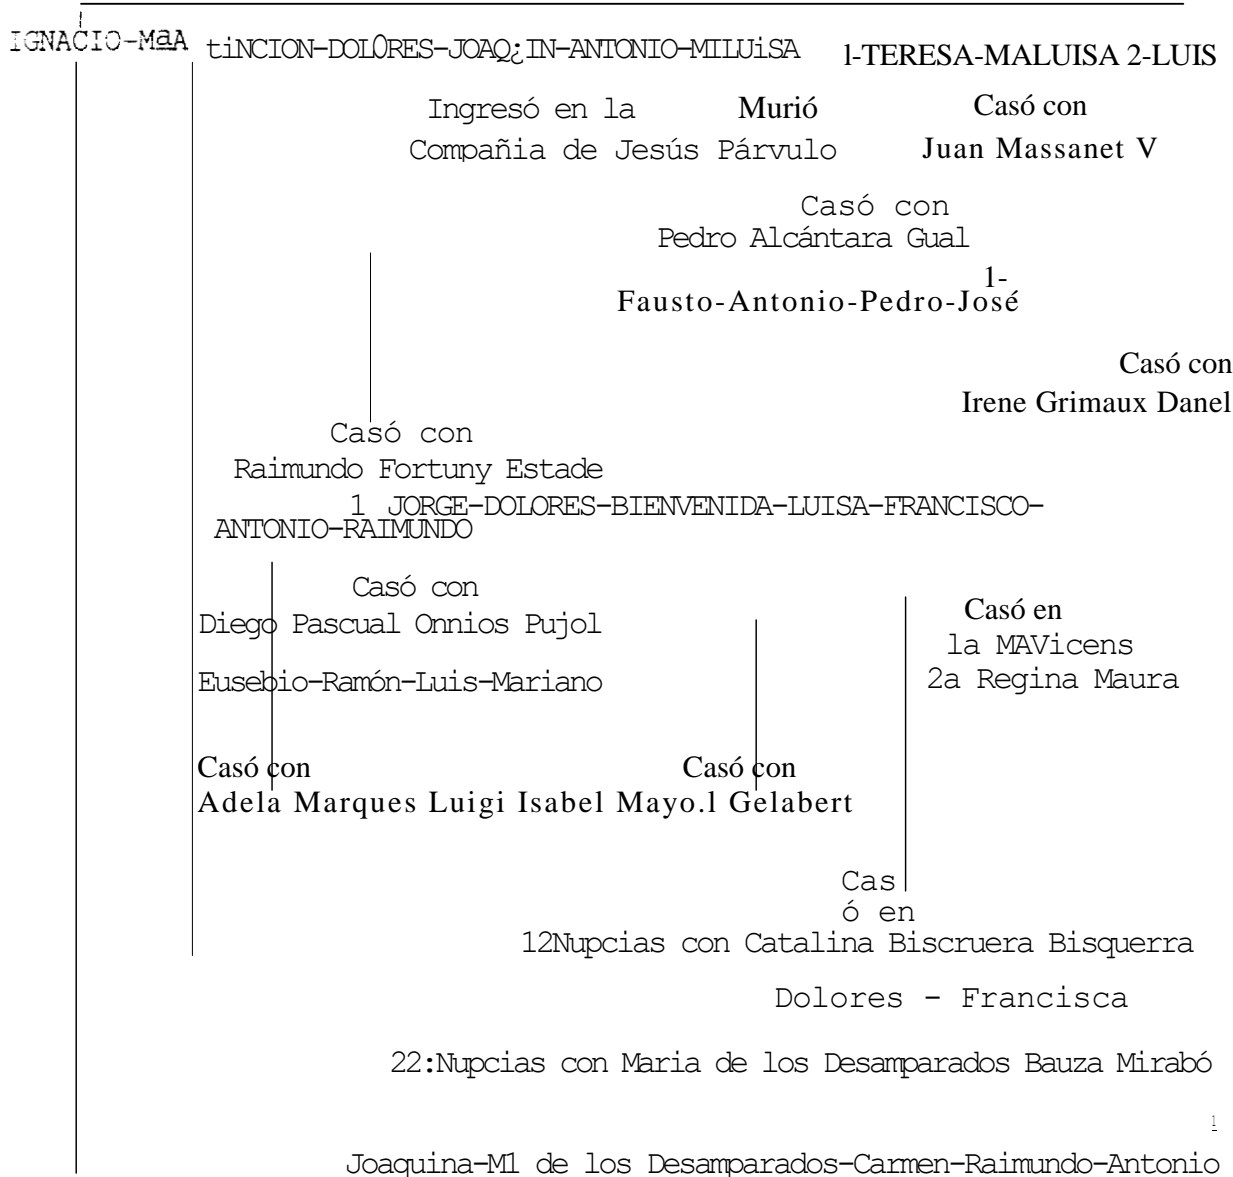 IGNACIO-MaA tiNCION-DOL0RES-JOAQ¿IN-ANTONIO-MILUiSA l-TERESA-MALUISA 2-LUIS
Ingresó en la Murió Casó con
Compañia de Jesús Párvulo Juan Massanet V
Casó con
Pedro Alcántara Gual
1-
Fausto-Antonio-Pedro-José
Casó con
Irene Grimaux Danel
Casó con
Raimundo Fortuny Estade
1 JORGE-DOLORES-BIENVENIDA-LUISA-FRANCISCO-
ANTONIO-RAIMUNDO
Casó con
Diego Pascual Onnios Pujol
Casó en
la MAVicens
Eusebio-Ramón-Luis-Mariano 2a Regina Maura
Casó con Casó con
Adela Marques Luigi Isabel Mayo.l Gelabert
Cas
ó en
12Nupcias con Catalina Biscruera Bisquerra
Dolores - Francisca
22:Nupcias con Maria de los Desamparados Bauza Mirabó
1
Joaquina-M1 de los Desamparados-Carmen-Raimundo-Antonio